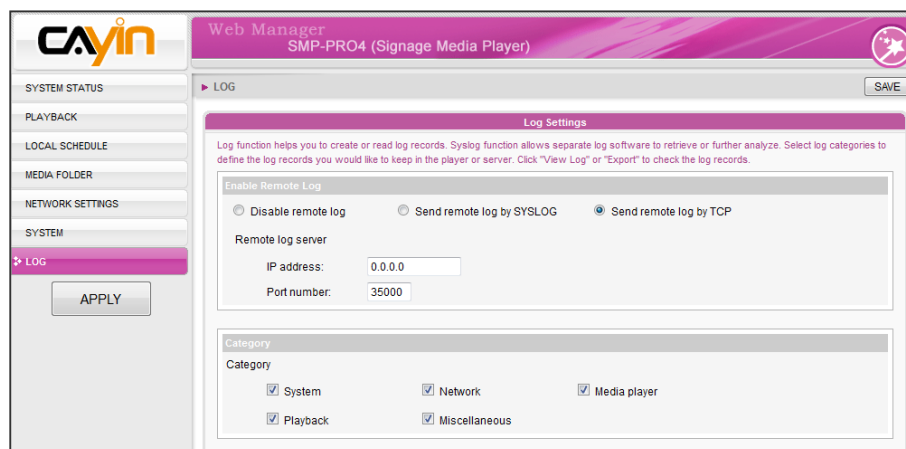 CAYIN
Web Manager
SMP-PRO4 (Signage Media Player)
SYSTEM STATUS
PLAYBACK
LOCAL SCHEDULE
MEDIA FOLDER
NETWORK SETTINGS
SYSTEM
LOG
APPLY
LOG
SAVE
Log Settings
Log function helps you to create or read log records. Syslog function allows separate log software to retrieve or further analyze. Select log categories to
define the log records you would like to keep in the player or server. Click "View Log" or "Export" to check the log records.
Enable Remote Log
Disable remote log Send remote log by SYSLOG Send remote log by TCP
Remote log server
IP address: 0.0.0.0
Port number: 35000
Category
Category
System Network Media player
Playback Miscellaneous